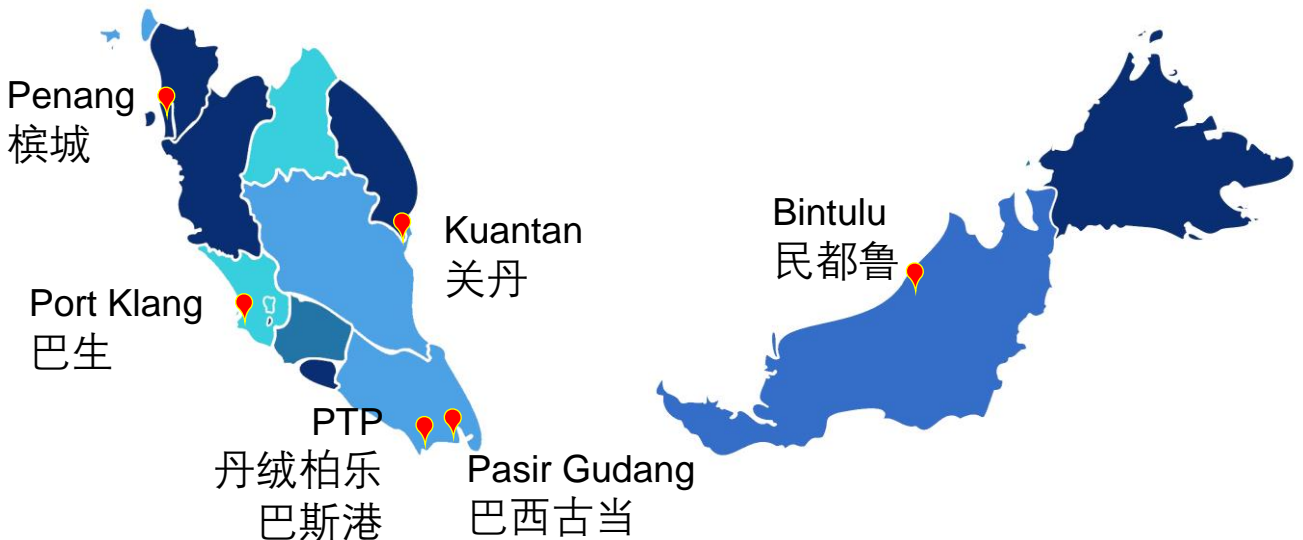 Penang
槟城
Kuantan
关丹
Port Klang
巴生
PTP
丹绒柏乐
巴斯港
Pasir Gudang
巴西古当
Bintulu
民都鲁